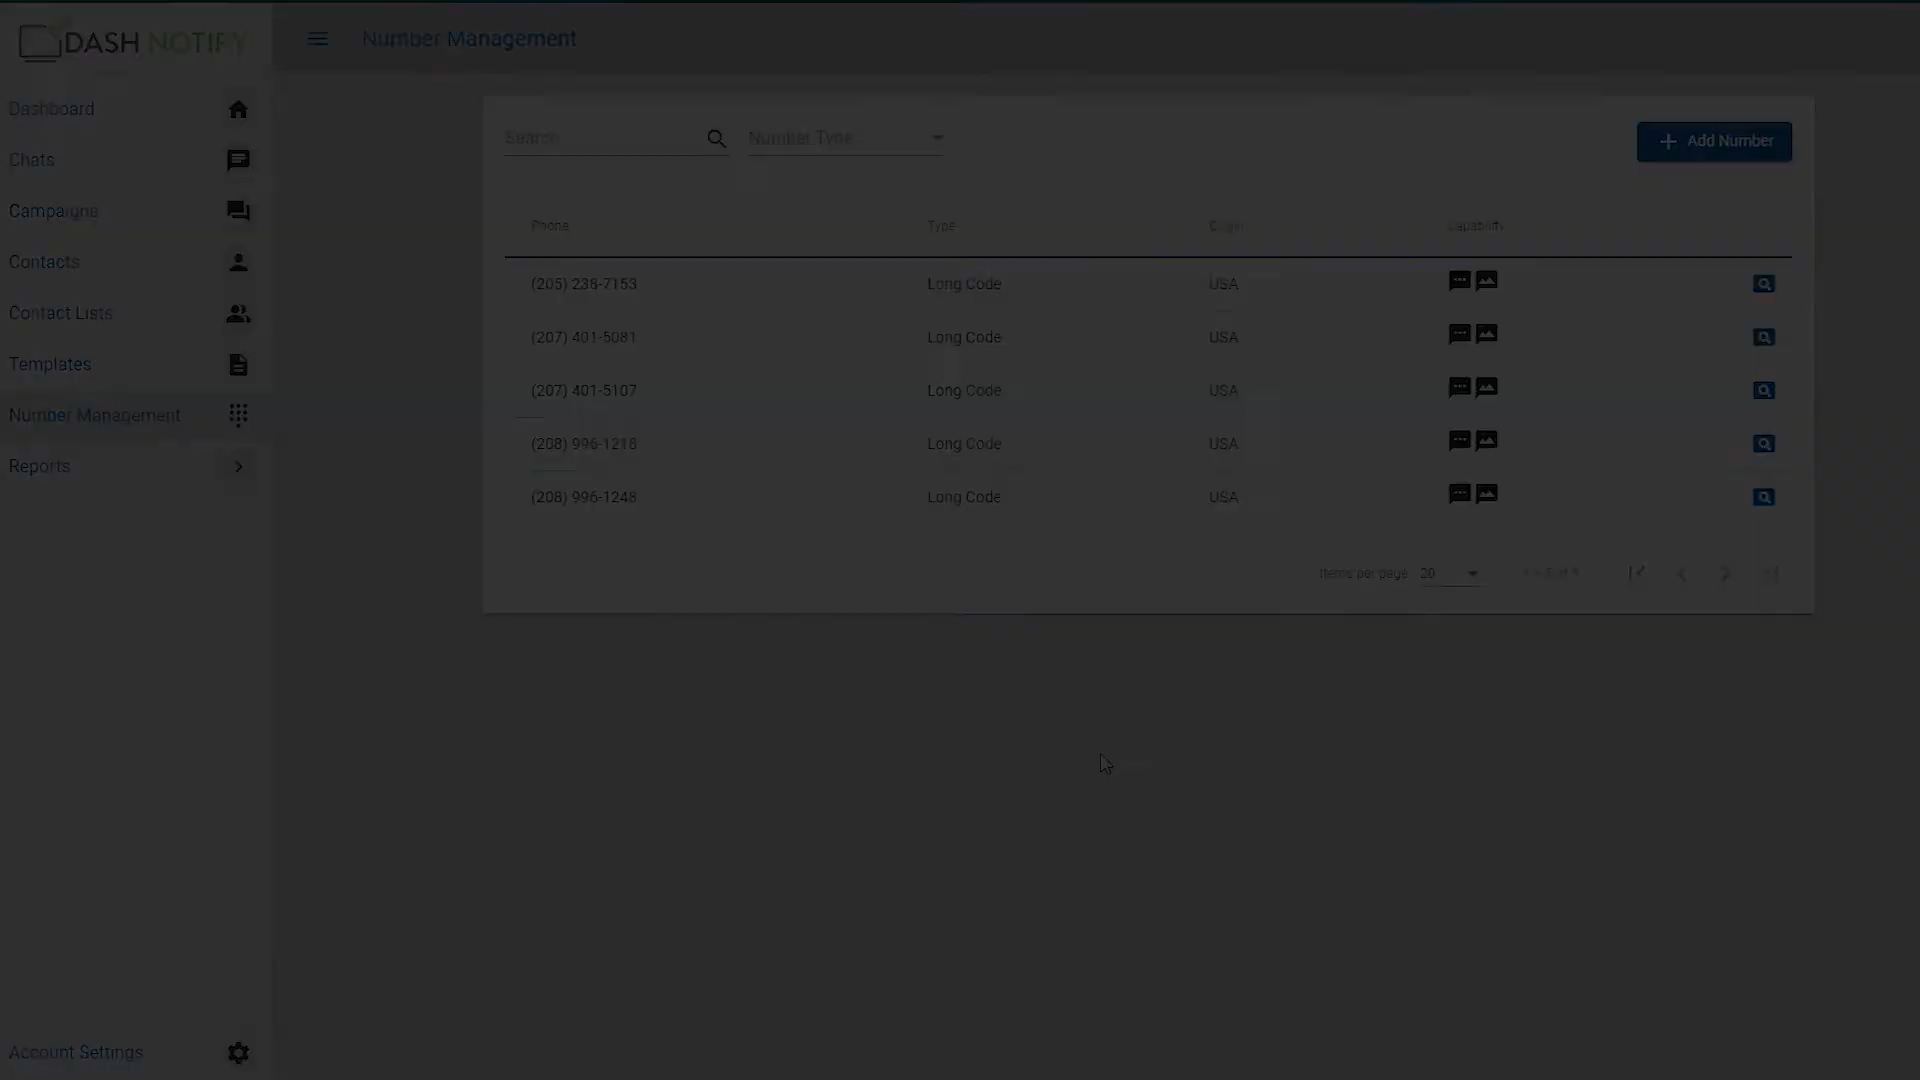 DASH NOTIFY
Number Management
Dashboard
Chats
Campaigns
Contacts
Contact Lists
Templates
Number Management
Reports
Account Settings
Search
Number Type
Add Number
Phone Type Origin Capability
(205) 238-7153 Long Code USA
(207) 401-5081 Long Code USA
(207) 401-5107 Long Code USA
(208) 996-1218 Long Code USA
(208) 996-1248 Long Code USA
Items per page 20